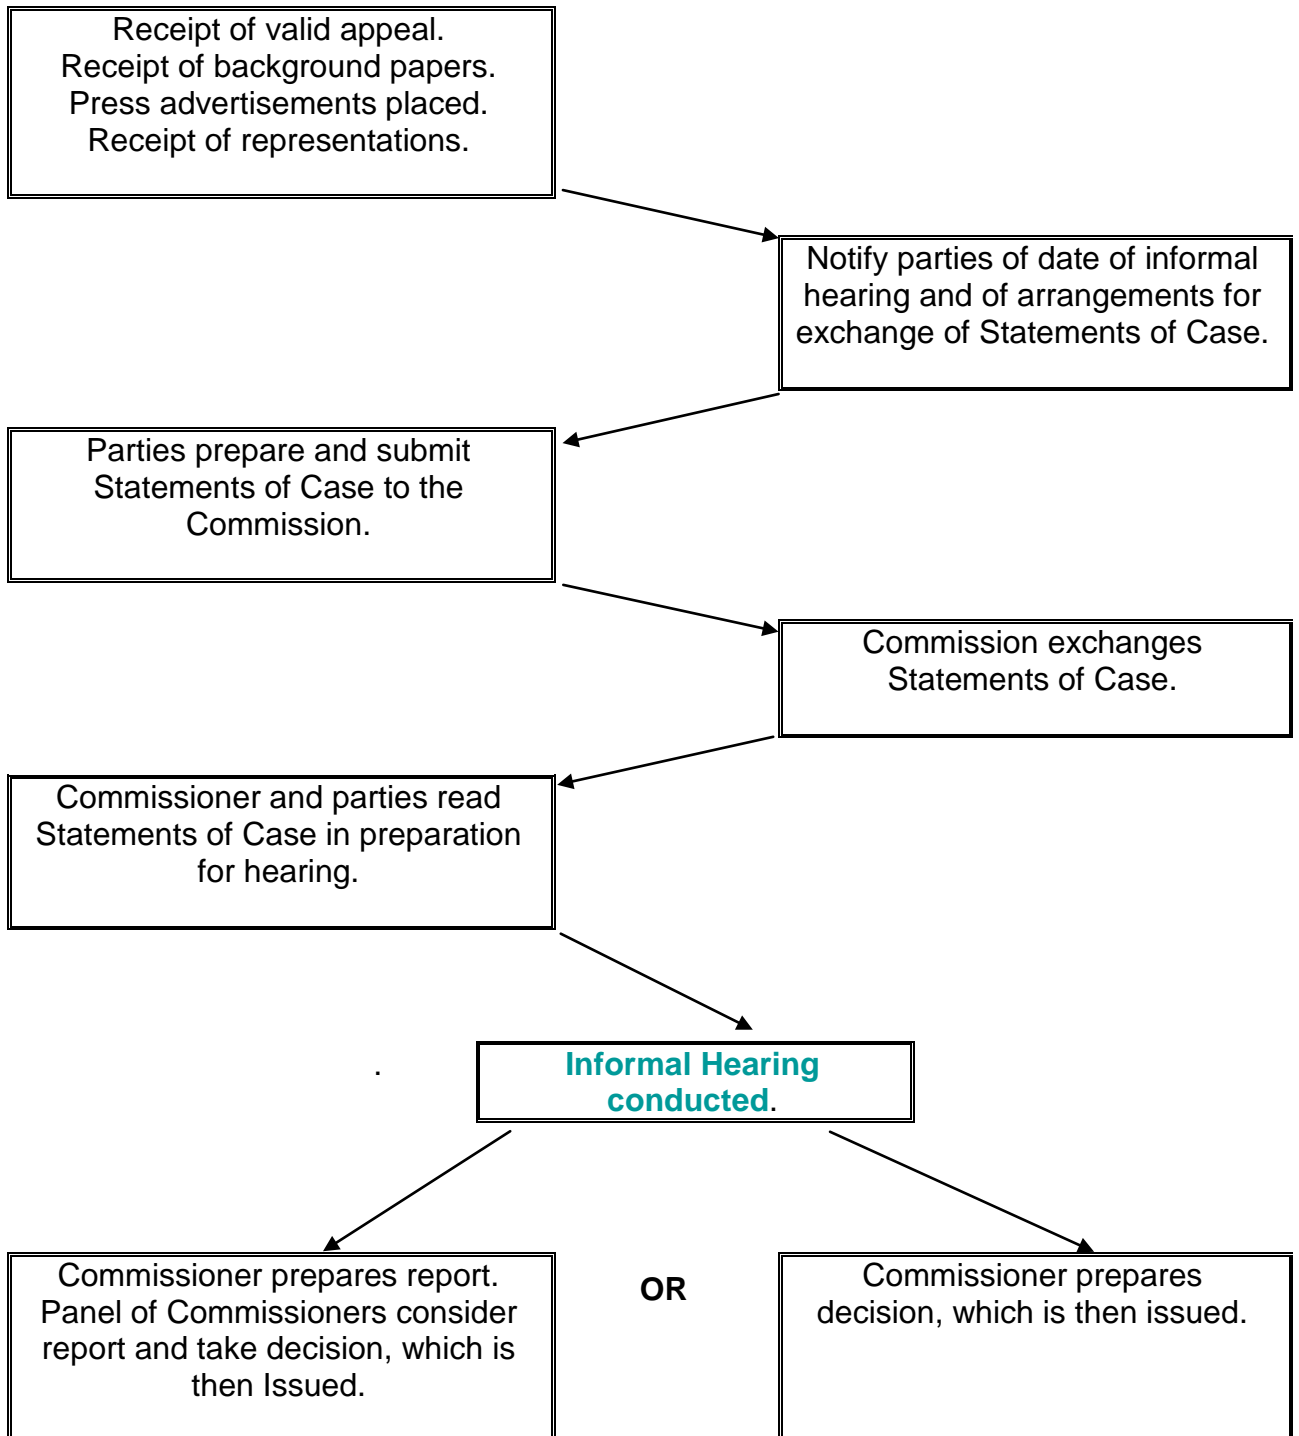 Receipt of valid appeal.
Receipt of background papers.
Press advertisements placed.
Receipt of representations.
Notify parties of date of informal
hearing and of arrangements for
exchange of Statements of Case.
Parties prepare and submit
Statements of Case to the
Commission.
Commission exchanges
Statements of Case.
Commissioner and parties read
Statements of Case in preparation
for hearing.
.
Informal Hearing
conducted.
Commissioner prepares report.
Panel of Commissioners consider
report and take decision, which is
then Issued.
OR
Commissioner prepares
decision, which is then issued.